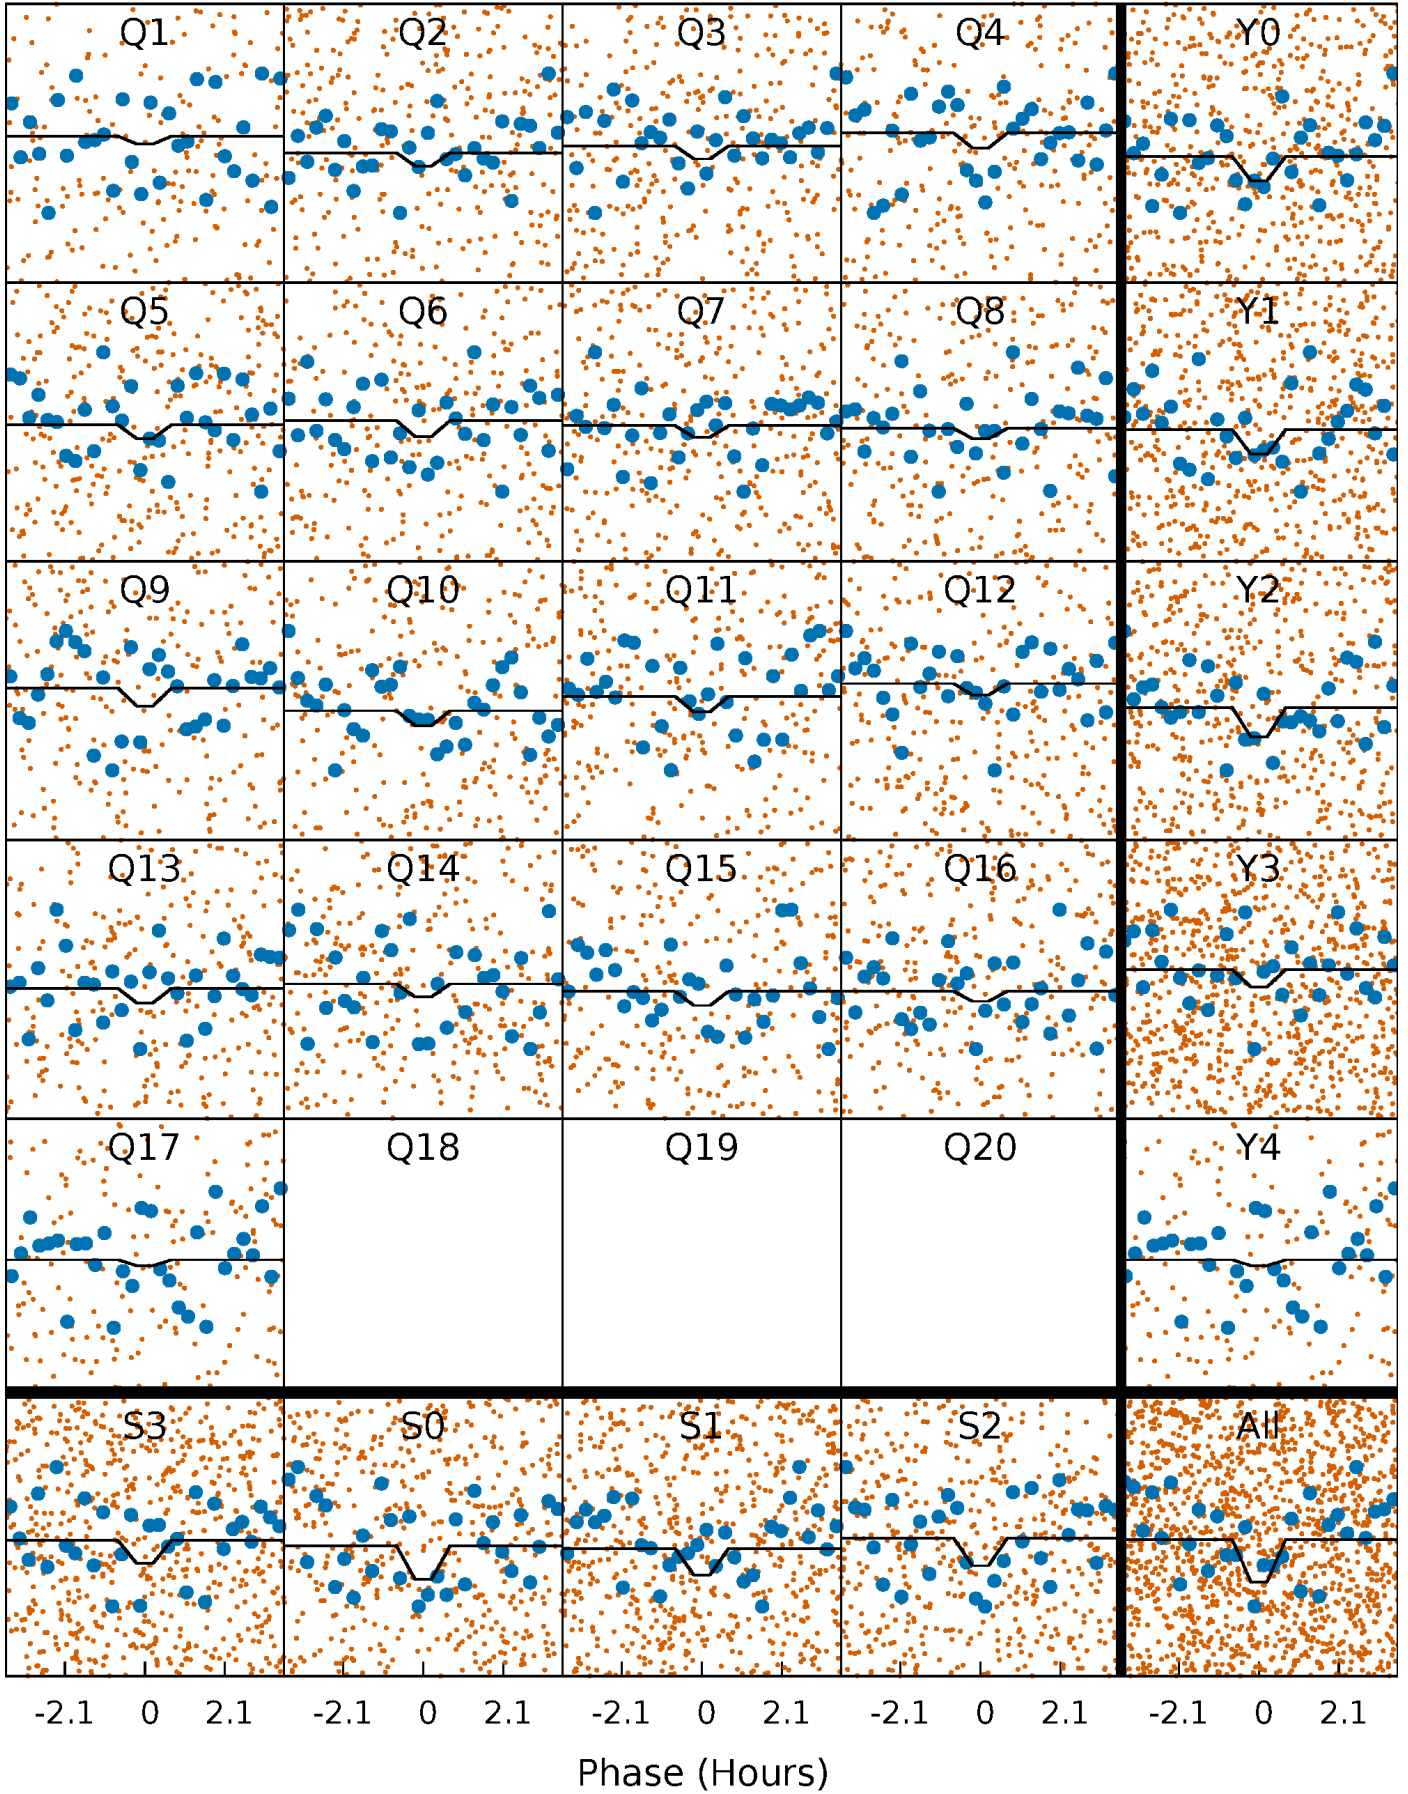 Q1 Q2 Q3 Q4 Y0
Q5 Q6 Q7 Q8 Y1
Q9 Q10 Q11 Q12 Y2
Q13 Q14 Q15 Q16 Y3
Q17 Q18 Q19 Q20 Y4
S3 S0 S1 S2 All
-2.1 0 2.1 -2.1 0 2.1 -2.1 0 2.1 -2.1 0 2.1 -2.1 0 2.1
Phase (Hours)